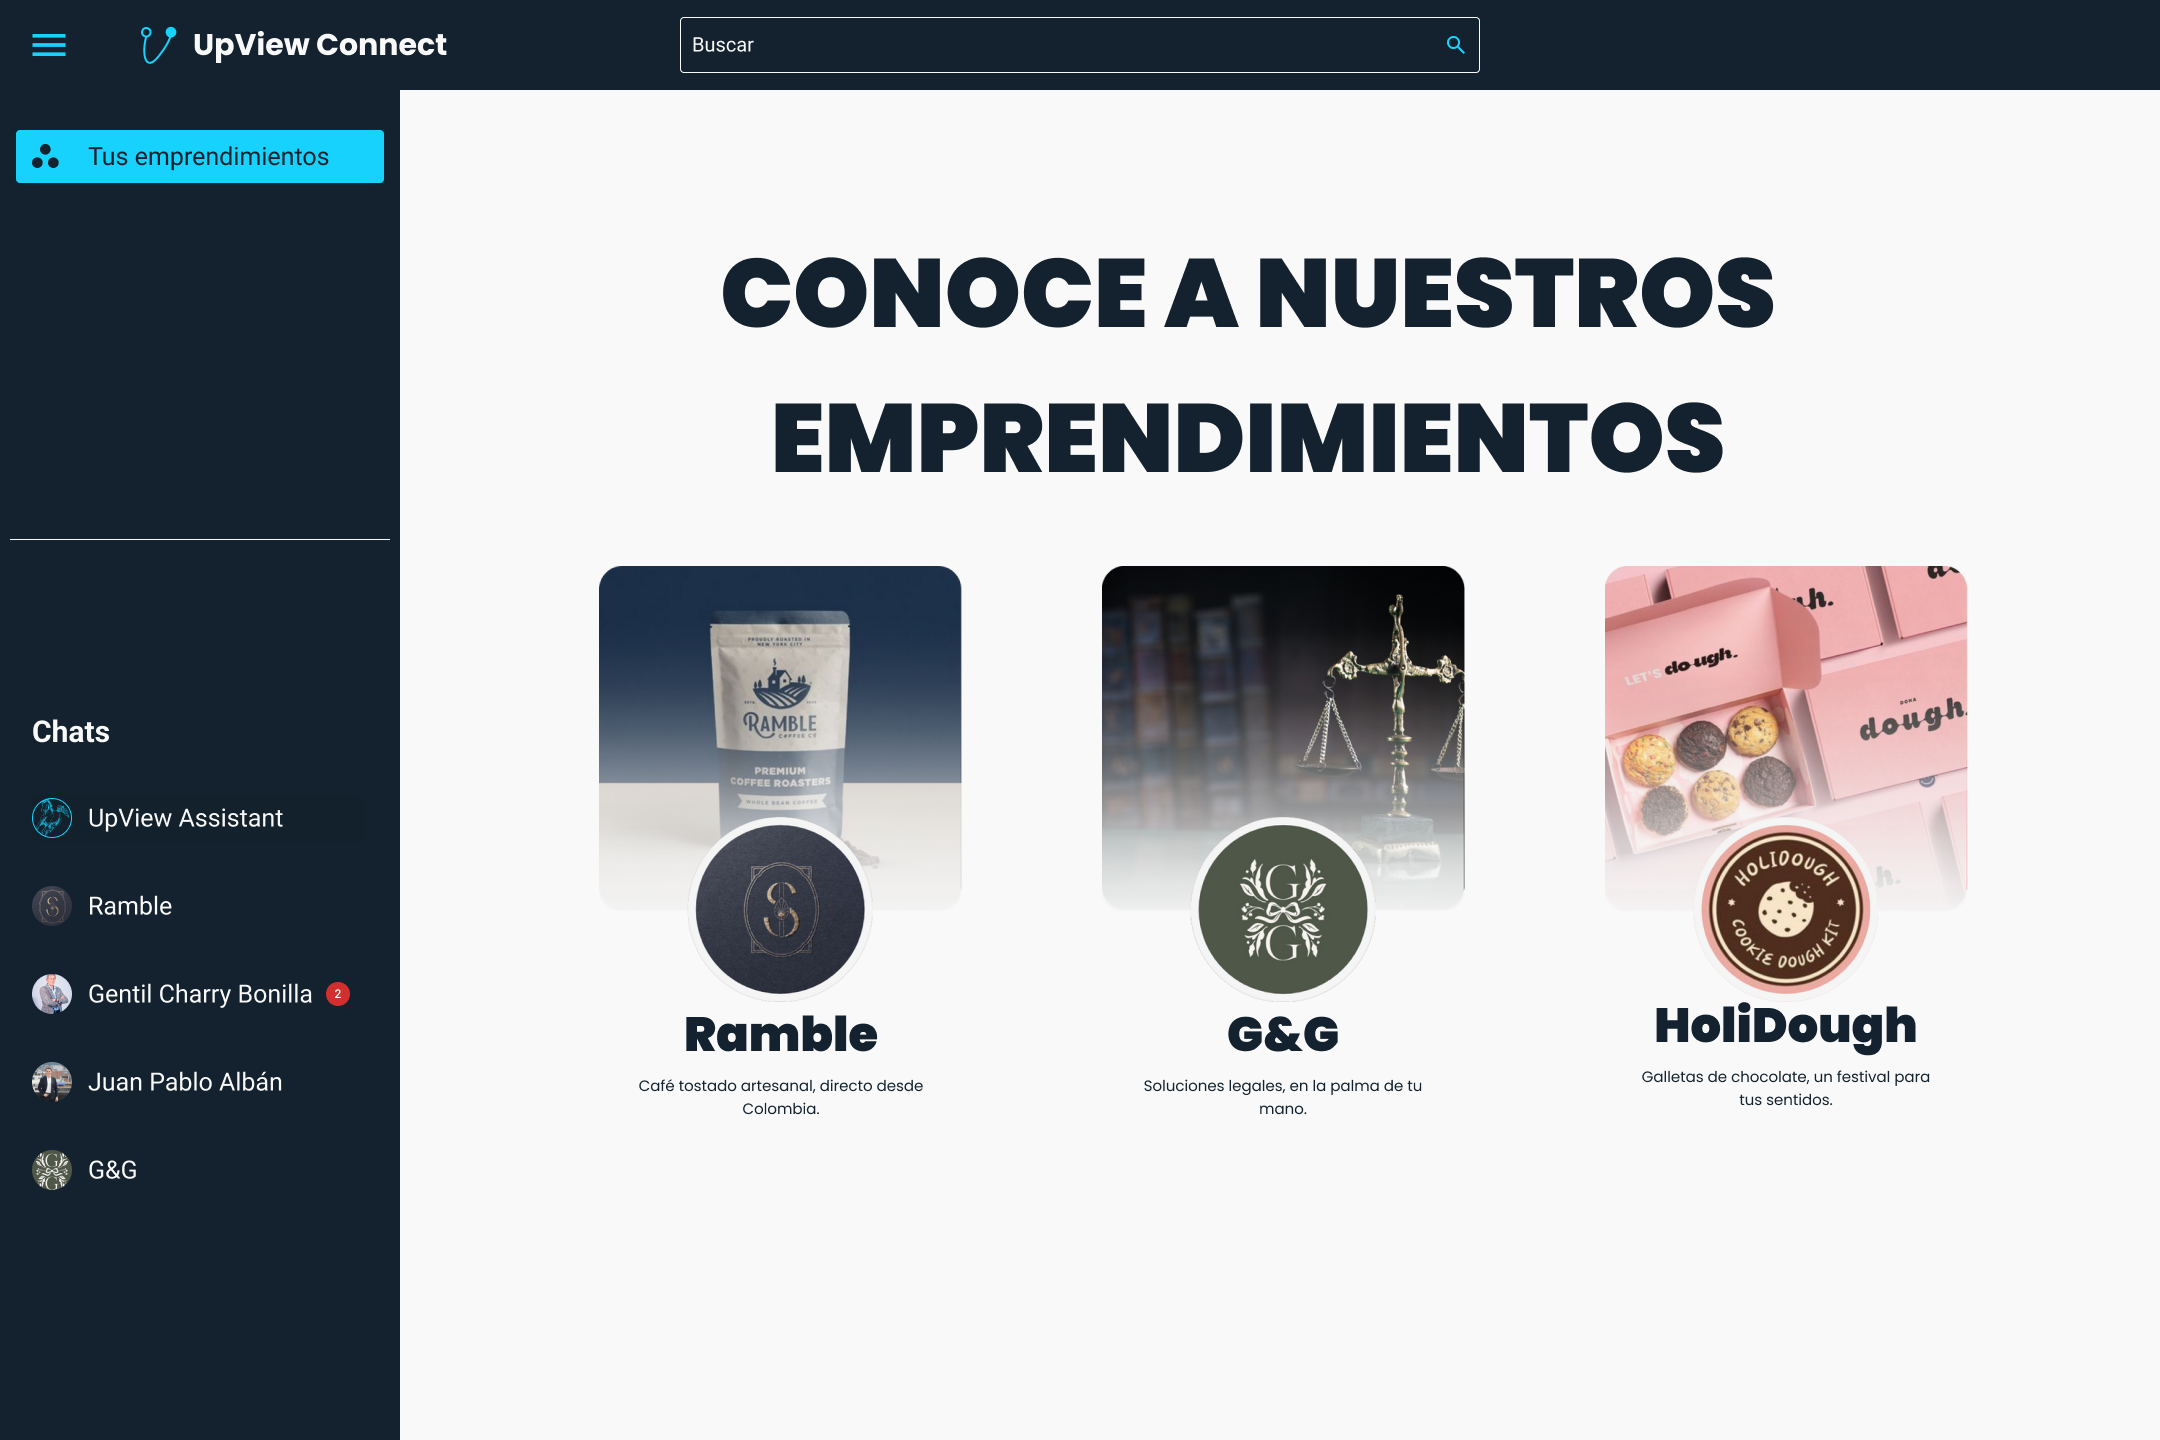 UpView Connect
Buscar
Tus emprendimientos
Chats
UpView Assistant
Ramble
Gentil Charry Bonilla 2
Juan Pablo Albán
G&G
CONOCE A NUESTROS
EMPRENDIMIENTOS
PROUDLY ROASTED IN
NEW YORK CITY
RAMBLE
COFFEE CO
PREMIUM
COFFEE ROASTERS
WHOLE BEAN COFFEE
S
Ramble
Café tostado artesanal, directo desde
Colombia.
G
G
G&G
Soluciones legales, en la palma de tu
mano.
LET'S dough.
DOHA
dough.
HOLIDOUGH
COOKIE DOUGH KIT
HoliDough
Galletas de chocolate, un festival para
tus sentidos.